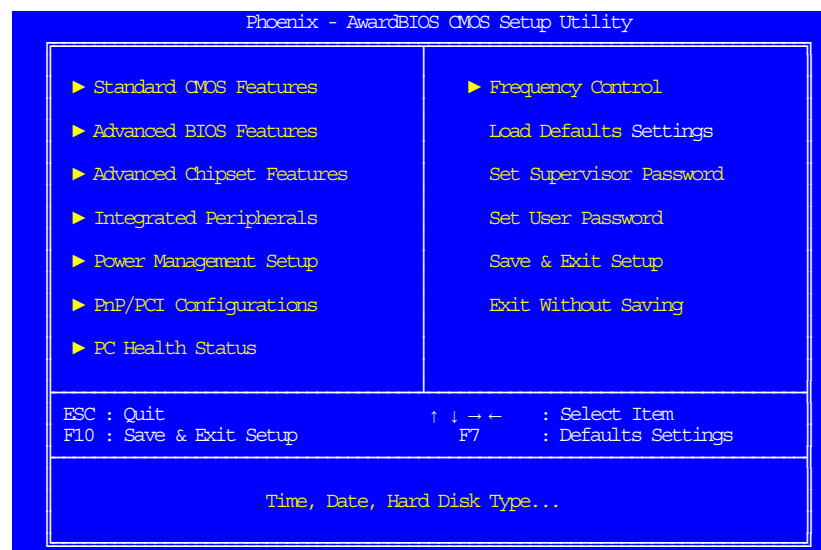 Phoenix - AwardBIOS CMOS Setup Utility
► Standard CMOS Features
► Advanced BIOS Features
► Advanced Chipset Features
► Integrated Peripherals
► Power Management Setup
► PnP/PCI Configurations
► PC Health Status
► Frequency Control
Load Defaults Settings
Set Supervisor Password
Set User Password
Save & Exit Setup
Exit Without Saving
ESC : Quit ↑ ↓ → ← : Select Item
F10 : Save & Exit Setup F7 : Defaults Settings
Time, Date, Hard Disk Type...